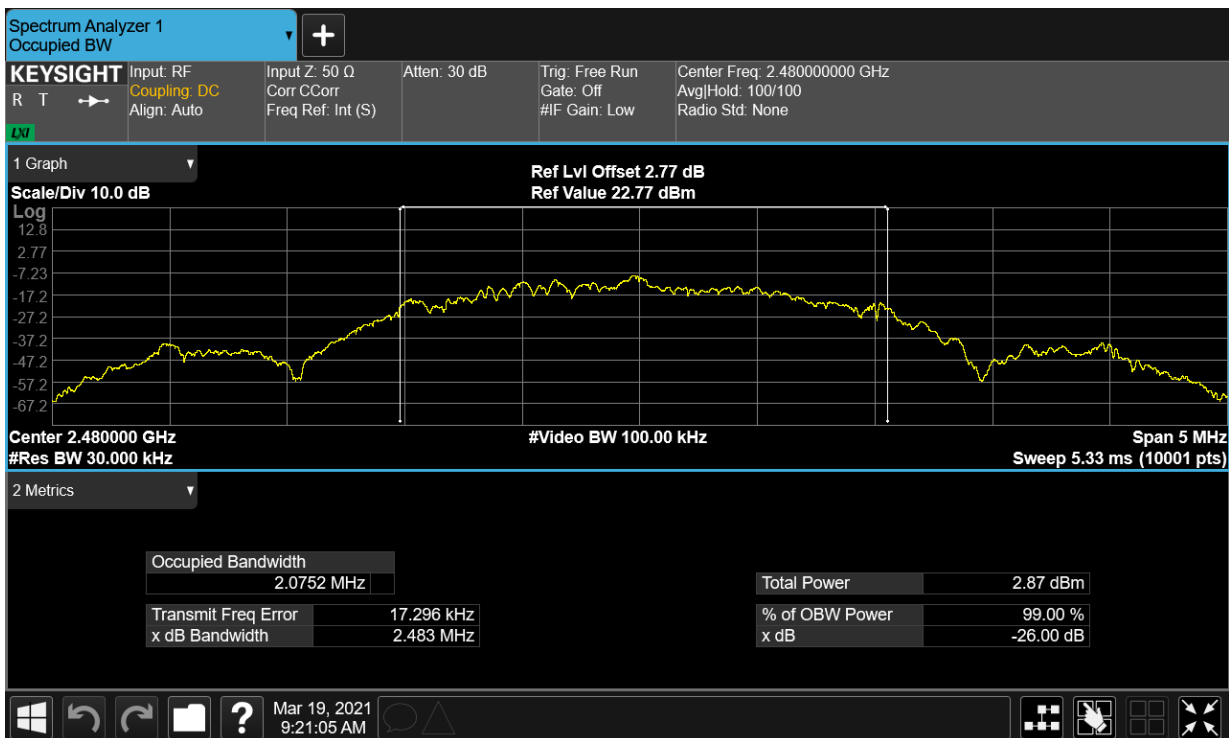 Spectrum Analyzer 1
Occupied BW
KEYSIGHT
R T
LXI
Input: RF
Coupling: DC
Align: Auto
Input Z: 50 Ω
Corr CCorr
Freq Ref: Int (S)
Atten: 30 dB
Trig: Free Run
Gate: Off
#IF Gain: Low
Center Freq: 2.480000000 GHz
Avg|Hold: 100/100
Radio Std: None
1 Graph
Scale/Div 10.0 dB
Ref Lvl Offset 2.77 dB
Ref Value 22.77 dBm
Log
12.8
2.77
-7.23
-17.2
-27.2
-37.2
-47.2
-57.2
-67.2
Center 2.480000 GHz
#Video BW 100.00 kHz
Span 5 MHz
#Res BW 30.000 kHz
Sweep 5.33 ms (10001 pts)
2 Metrics
Occupied Bandwidth
2.0752 MHz
Total Power 2.87 dBm
Transmit Freq Error 17.296 kHz
% of OBW Power 99.00 %
x dB Bandwidth 2.483 MHz
x dB -26.00 dB
?
Mar 19, 2021
9:21:05 AM